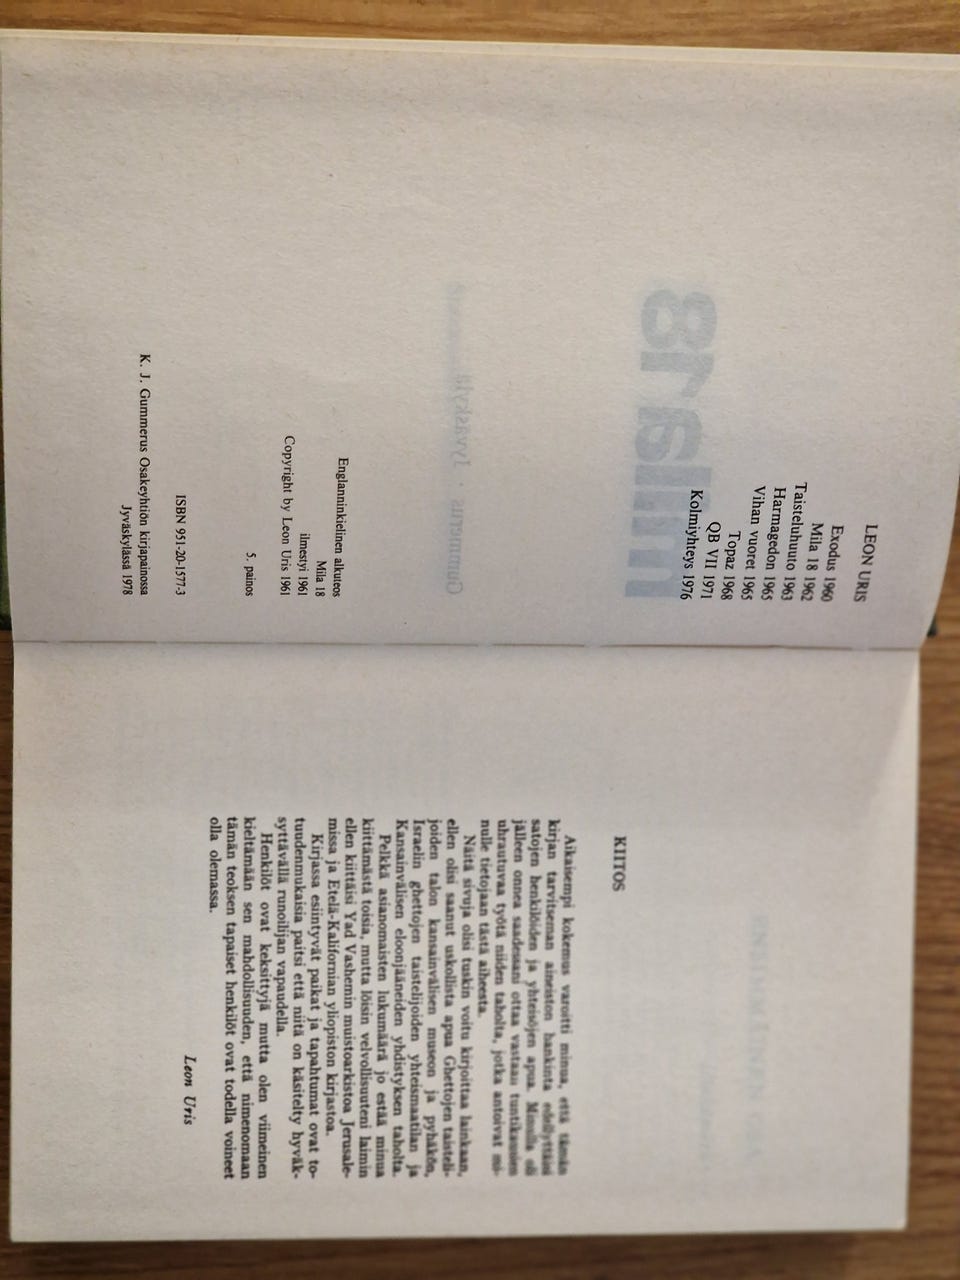 LEON URIS
Exodus 1960
Mila 18 1962
Taisteluhuuto 1963
Harmagedon 1965
Vihan vuoret 1965
Topaz 1968
QB VII 1971
Kolmiyhteys 1976
Englanninkielinen alkuteos
Mila 18
ilmestyi 1961
Copyright by Leon Uris 1961
5. painos
ISBN 951-20-1577-3
K. J. Gummerus Osakeyhtiön kirjapainossa
Jyväskylässä 1978
KIITOS
Aikaisempi kokemus varoitti minua, että tämän
kirjan tarvitseman aineiston hankinta edellyttäisi
satojen henkilöiden ja yhteisöjen apua. Minulla oli
jälleen onnea saadessani ottaa vastaan tuntikausien
uhrautuvaa työtä niiden taholta, jotka antoivat mi-
nulle tietojaan tästä aiheesta.
Näitä sivuja olisi tuskin voitu kirjoittaa lainkaan,
ellen olisi saanut uskollista apua Ghettojen taisteli-
joiden talon kansainvälisen museon ja pyhäkön,
Israelin ghettojen taistelijoiden yhteismaatilan ja
Kansainvälisen eloonjääneiden yhdistyksen taholta.
Pelkkä asianomaisten lukumäärä jo estää minua
kiittämästä toisia, mutta löisin velvollisuuteni laimin
ellen kiittäisi Yad Vashemin muistoarkistoa Jerusale-
missa ja Etelä-Kalifornian yliopiston kirjastoa.
Kirjassa esiintyvät paikat ja tapahtumat ovat to-
tuudenmukaisia paitsi että niitä on käsitelty hyväk-
syttävällä runoilijan vapaudella.
Henkilöt ovat keksittyjä mutta olen viimeinen
kieltämään sen mahdollisuuden, että nimenomaan
tämän teoksen tapaiset henkilöt ovat todella voineet
olla olemassa.
Leon Uris